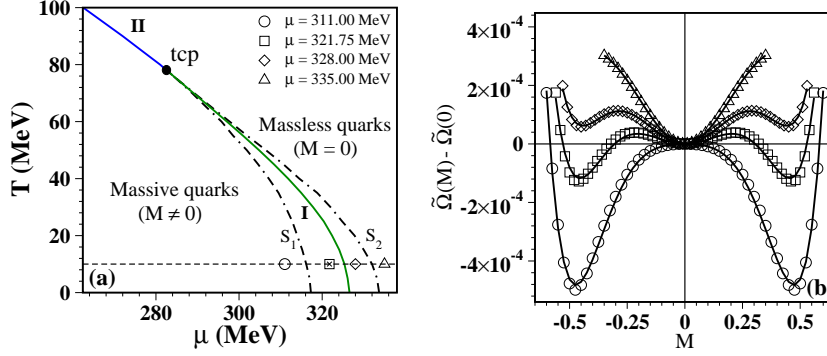 100
80
60
40
20
0
T (MeV)
II
tcp
μ = 311.00 MeV
μ = 321.75 MeV
μ = 328.00 MeV
μ = 335.00 MeV
Massless quarks
(M = 0)
Massive quarks
(M ≠ 0)
I
S₁
S₂
(a)
280
300
320
μ (MeV)
4×10⁻⁴
2×10⁻⁴
0
-2×10⁻⁴
-4×10⁻⁴
Ω̃(M) - Ω̃(0)
(b)
-0.5
-0.25
0
0.25
0.5
M